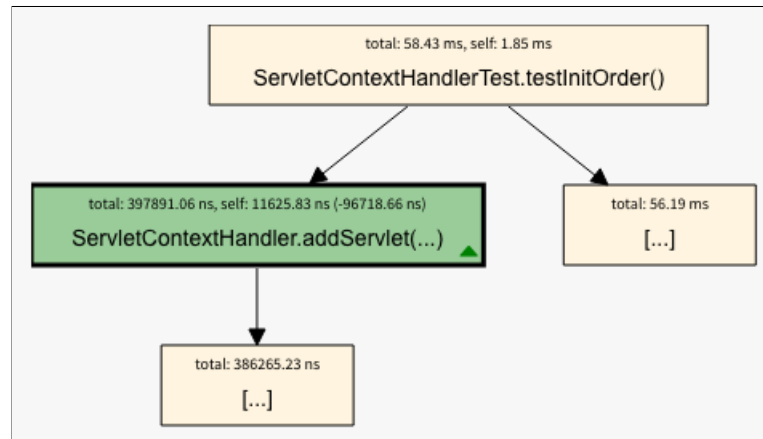 total: 58.43 ms, self: 1.85 ms
ServletContextHandlerTest.testInitOrder()
total: 397891.06 ns, self: 11625.83 ns (-96718.66 ns)
ServletContextHandler.addServlet(...)
total: 56.19 ms
[...]
total: 386265.23 ns
[...]